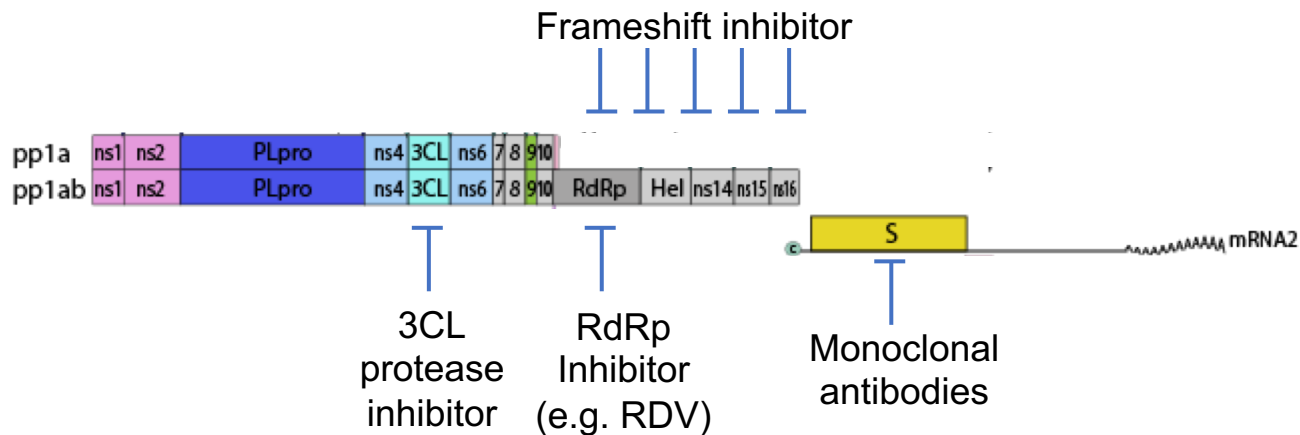 Frameshift inhibitor
pp1a ns1 ns2 PLpro ns4 3CL ns6 7 8 9 10
pp1ab ns1 ns2 PLpro ns4 3CL ns6 7 8 9 10 RdRp Hel ns14 ns15 ns16
S
c
mRNA2
3CL
protease
inhibitor
RdRp
Inhibitor
(e.g. RDV)
Monoclonal
antibodies